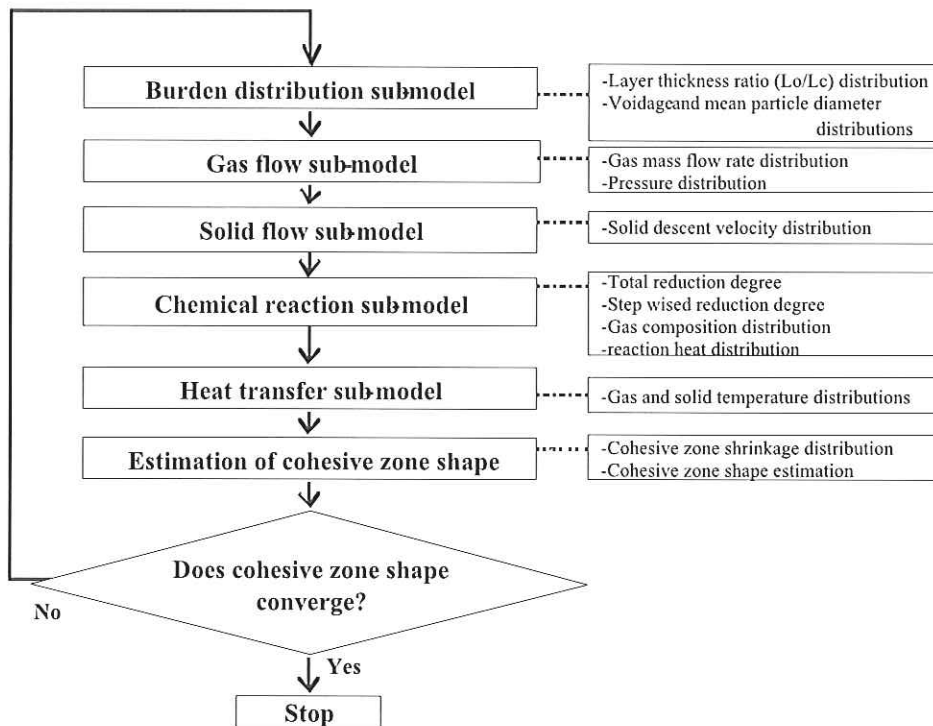 Burden distribution sub-model
-Layer thickness ratio (Lo/Lc) distribution
-Voidageand mean particle diameter
distributions
Gas flow sub-model
-Gas mass flow rate distribution
-Pressure distribution
Solid flow sub-model
-Solid descent velocity distribution
Chemical reaction sub-model
-Total reduction degree
-Step wised reduction degree
-Gas composition distribution
-reaction heat distribution
Heat transfer sub-model
-Gas and solid temperature distributions
Estimation of cohesive zone shape
-Cohesive zone shrinkage distribution
-Cohesive zone shape estimation
Does cohesive zone shape
converge?
No
Yes
Stop